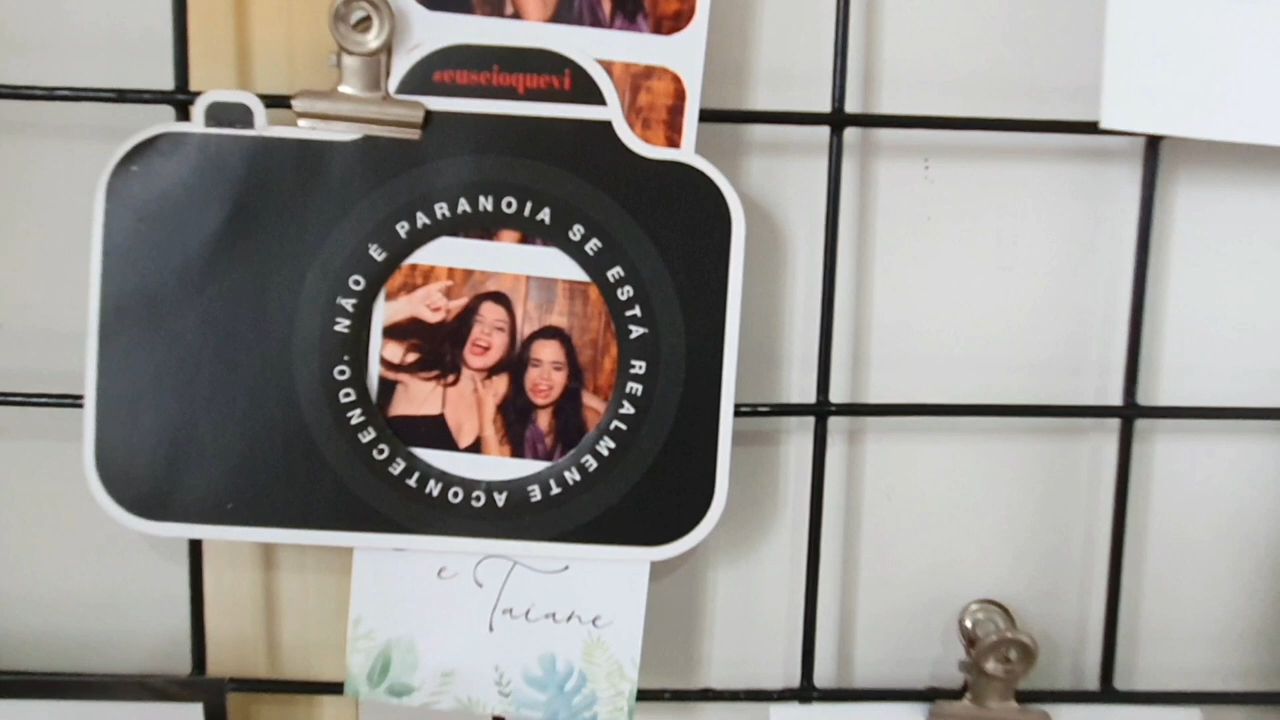 #euseioquevi
NÃO É PARANOIA SE ESTÁ REALMENTE ACONTECENDO.
e Taiane